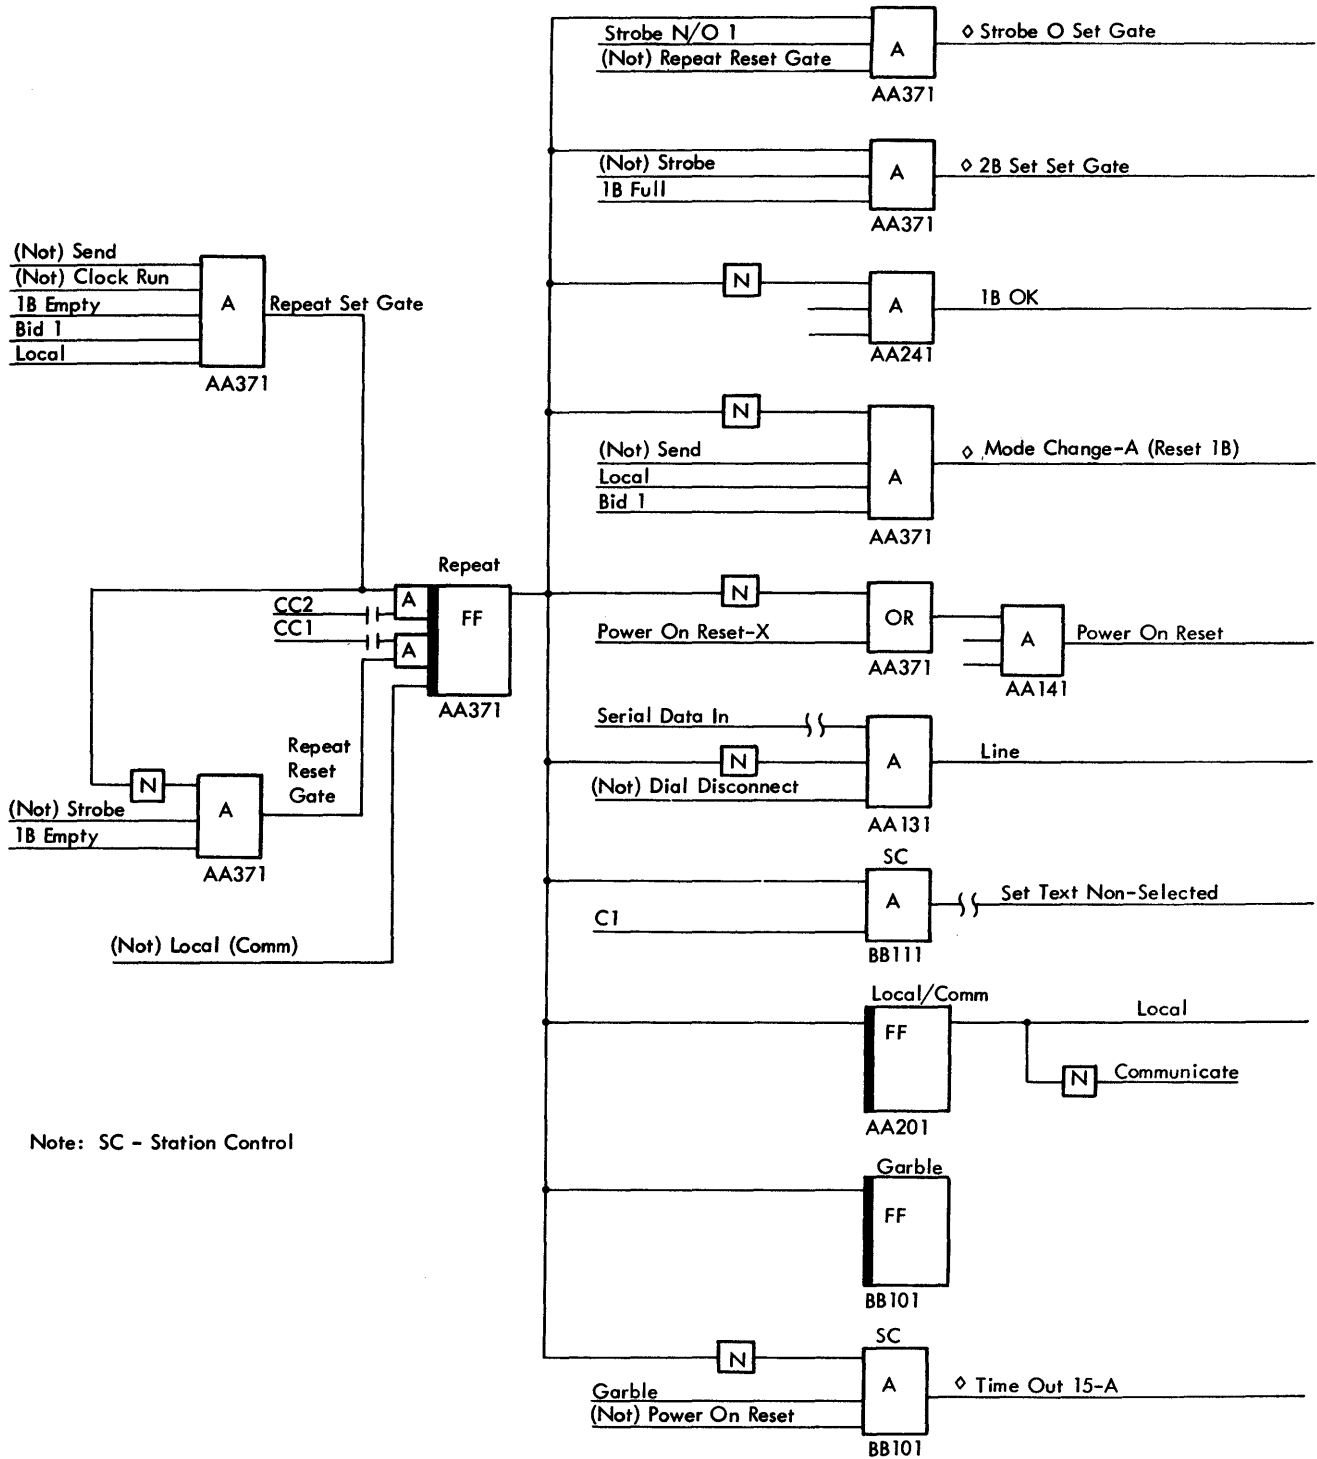 Strobe N/O 1
(Not) Repeat Reset Gate
A
◊ Strobe O Set Gate
AA371
(Not) Strobe
1B Full
A
◊ 2B Set Set Gate
AA371
(Not) Send
(Not) Clock Run
1B Empty
Bid 1
Local
A
Repeat Set Gate
AA371
N
A
1B OK
AA241
N
(Not) Send
Local
Bid 1
A
◊ Mode Change-A (Reset 1B)
AA371
Repeat
CC2
CC1
A
A
FF
AA371
N
Power On Reset-X
OR
AA371
A
Power On Reset
AA141
Repeat
Reset
Gate
N
(Not) Strobe
1B Empty
A
AA371
(Not) Local (Comm)
Serial Data In
N
(Not) Dial Disconnect
A
Line
AA131
SC
C1
A
Set Text Non-Selected
BB111
Local/Comm
FF
Local
N
Communicate
AA201
Note: SC - Station Control
Garble
FF
BB101
SC
N
Garble
(Not) Power On Reset
A
◊ Time Out 15-A
BB101